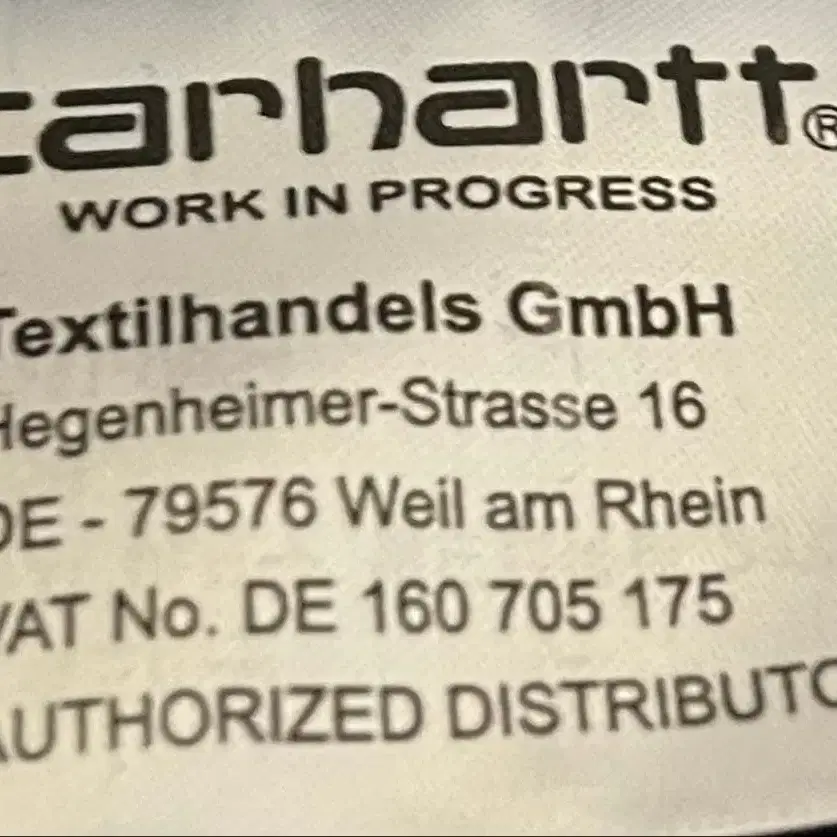 carhartt®
WORK IN PROGRESS
Textilhandels GmbH
Hegenheimer-Strasse 16
DE - 79576 Weil am Rhein
VAT No. DE 160 705 175
AUTHORIZED DISTRIBUTO